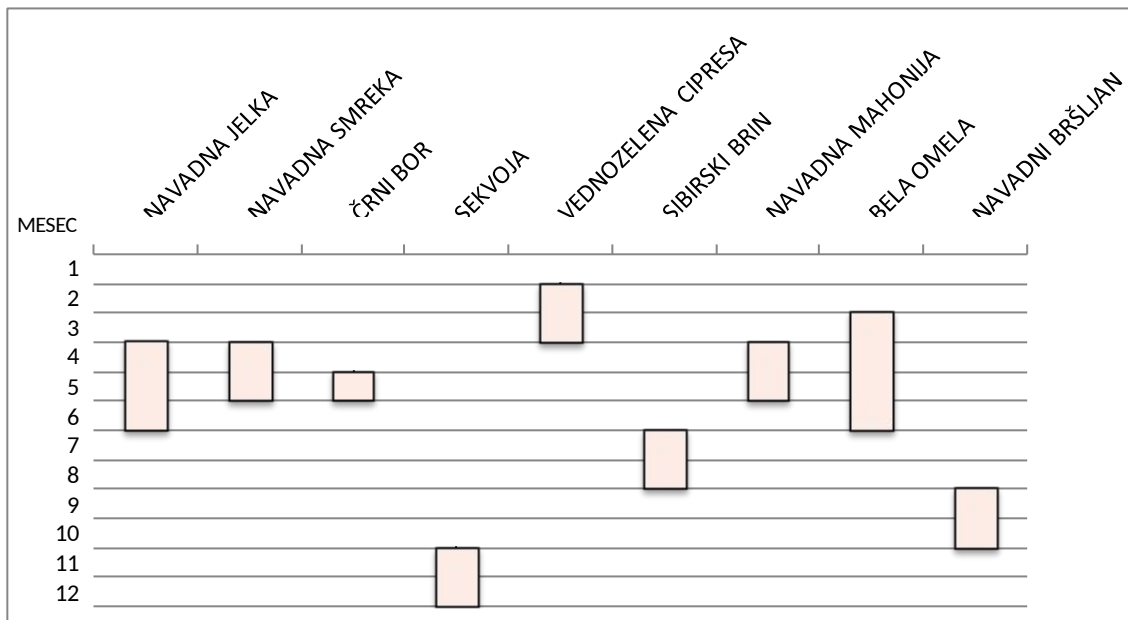 NAVADNA JELKA
NAVADNA SMREKA
ČRNI BOR
SEKVOJA
VEDNOZELENA CIPRESA
SIBIRSKI BRIN
NAVADNA MAHONIJA
BELA OMELA
NAVADNI BRŠLJAN
MESEC
1
2
3
4
5
6
7
8
9
10
11
12